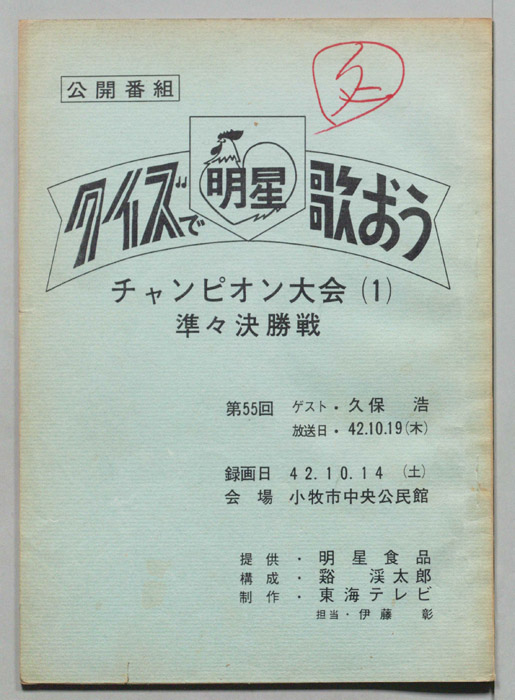 公開番組
クイズで 明星 歌おう
チャンピオン大会(1)
準々決勝戦
第55回 ゲスト・久保 浩
放送日・42.10.19(木)
録画日 42.10.14(土)
会場 小牧市中央公民館
提供・明星食品
構成・谿 渓太郎
制作・東海テレビ
担当・伊藤 彰